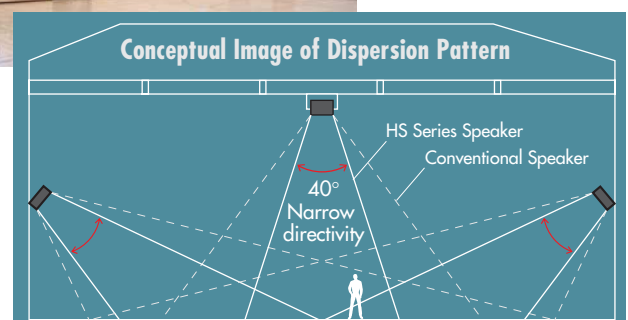 Conceptual Image of Dispersion Pattern
HS Series Speaker
Conventional Speaker
40°
Narrow
directivity